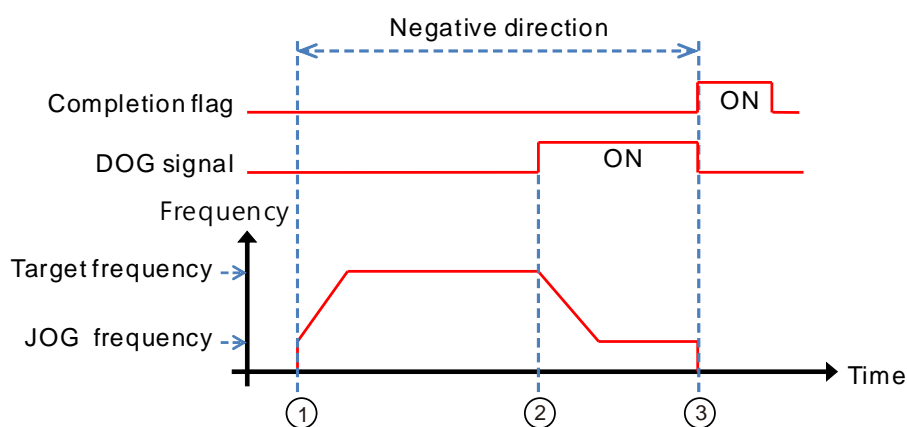 Negative direction
Completion flag
ON
DOG signal
ON
Frequency
Target frequency
JOG frequency
Time
1
2
3